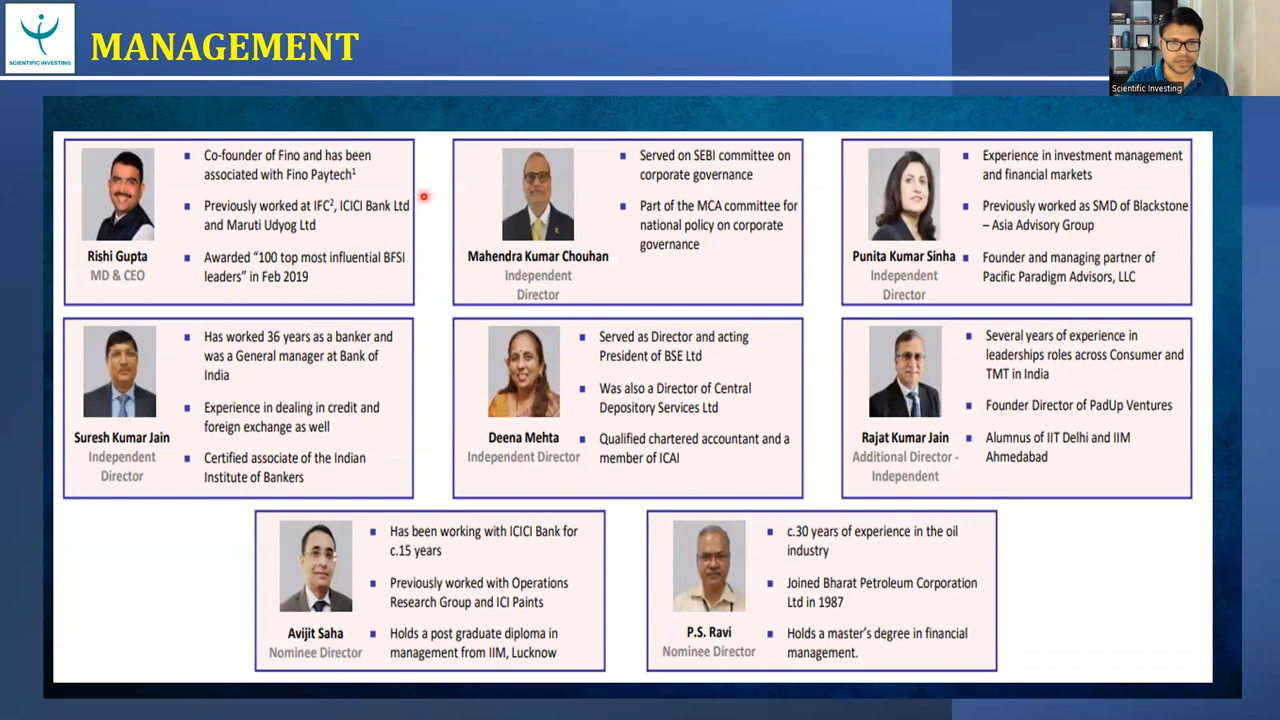 SCIENTIFIC INVESTING
MANAGEMENT
Scientific Investing
Rishi Gupta
MD & CEO
Co-founder of Fino and has been
associated with Fino Paytech1
Previously worked at IFC2, ICICI Bank Ltd
and Maruti Udyog Ltd
Awarded “100 top most influential BFSI
leaders” in Feb 2019
Mahendra Kumar Chouhan
Independent
Director
Served on SEBI committee on
corporate governance
Part of the MCA committee for
national policy on corporate
governance
Punita Kumar Sinha
Independent
Director
Experience in investment management
and financial markets
Previously worked as SMD of Blackstone
– Asia Advisory Group
Founder and managing partner of
Pacific Paradigm Advisors, LLC
Suresh Kumar Jain
Independent
Director
Has worked 36 years as a banker and
was a General manager at Bank of
India
Experience in dealing in credit and
foreign exchange as well
Certified associate of the Indian
Institute of Bankers
Deena Mehta
Independent Director
Served as Director and acting
President of BSE Ltd
Was also a Director of Central
Depository Services Ltd
Qualified chartered accountant and a
member of ICAI
Rajat Kumar Jain
Additional Director -
Independent
Several years of experience in
leaderships roles across Consumer and
TMT in India
Founder Director of PadUp Ventures
Alumnus of IIT Delhi and IIM
Ahmedabad
Avijit Saha
Nominee Director
Has been working with ICICI Bank for
c.15 years
Previously worked with Operations
Research Group and ICI Paints
Holds a post graduate diploma in
management from IIM, Lucknow
P.S. Ravi
Nominee Director
c.30 years of experience in the oil
industry
Joined Bharat Petroleum Corporation
Ltd in 1987
Holds a master’s degree in financial
management.